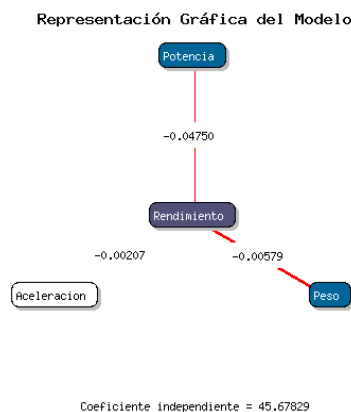 Representación Gráfica del Modelo
Potencia
-0.04750
Rendimiento
-0.00207
-0.00579
Aceleracion
Peso
Coeficiente independiente = 45.67829